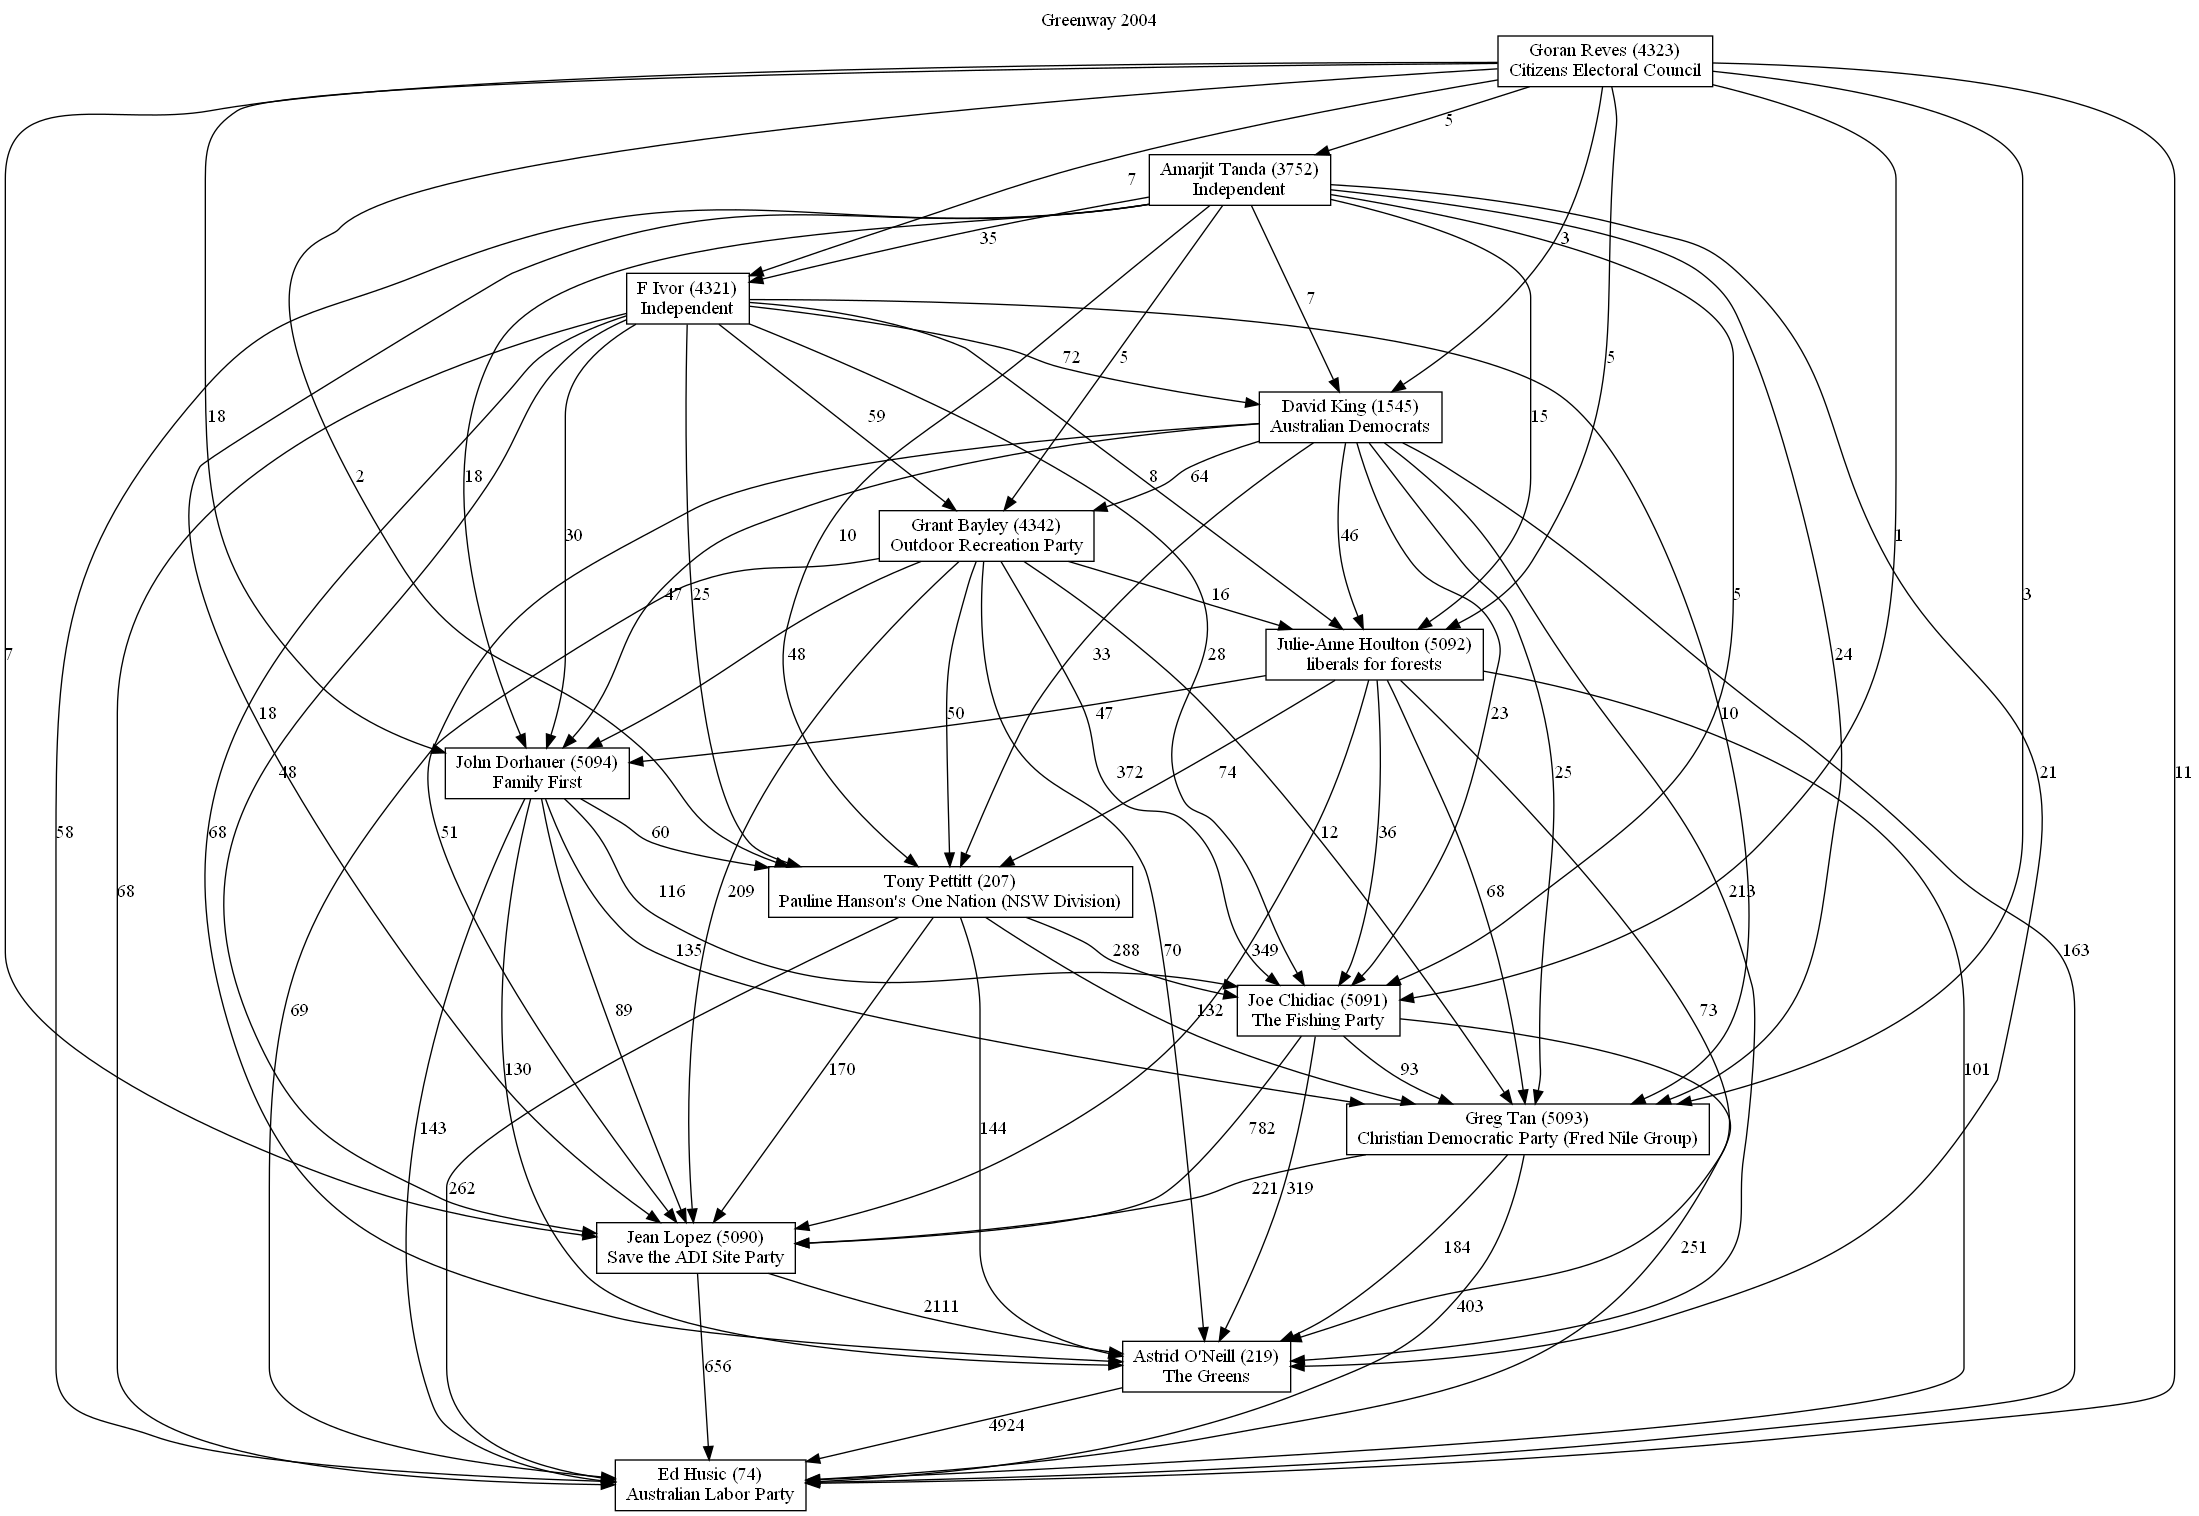 Greenway 2004
Goran Reves (4323)
Citizens Electoral Council
5
Amarjit Tanda (3752)
Independent
7
35
3
F Ivor (4321)
Independent
7
72
5
5
David King (1545)
Australian Democrats
18
59
15
2
18
8
64
30
10
46
1
Grant Bayley (4342)
Outdoor Recreation Party
47
25
16
5
3
7
48
33
28
24
Julie-Anne Houlton (5092)
liberals for forests
18
50
47
23
10
48
372
74
25
21
11
John Dorhauer (5094)
Family First
58
68
51
60
12
36
68
116
209
68
213
Tony Pettitt (207)
Pauline Hanson's One Nation (NSW Division)
135
288
70
349
163
69
89
132
73
Joe Chidiac (5091)
The Fishing Party
130
170
93
101
143
144
782
Greg Tan (5093)
Christian Democratic Party (Fred Nile Group)
262
221
319
Jean Lopez (5090)
Save the ADI Site Party
184
251
2111
403
656
Astrid O'Neill (219)
The Greens
4924
Ed Husic (74)
Australian Labor Party